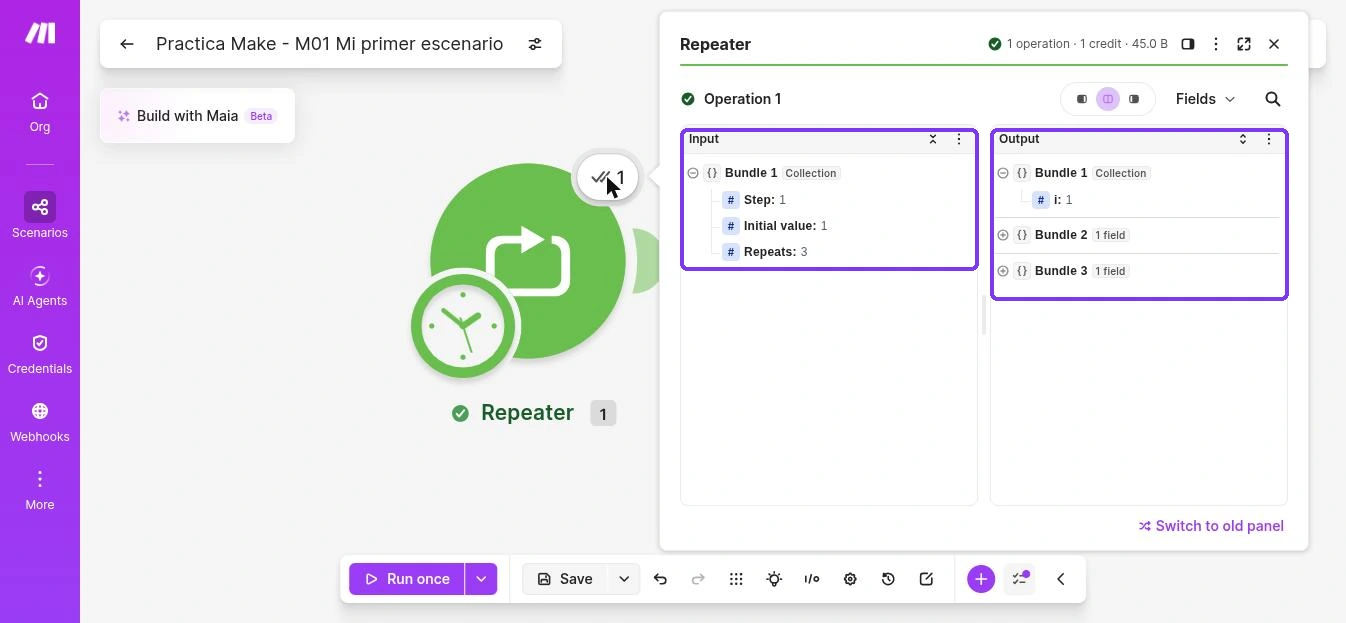 Practica Make - M01 Mi primer escenario
Build with Maia Beta
Org
Scenarios
AI Agents
Credentials
Webhooks
More
1
Repeater 1
Repeater
1 operation · 1 credit · 45.0 B
Operation 1
Fields
Input
Bundle 1 Collection
# Step: 1
# Initial value: 1
# Repeats: 3
Output
Bundle 1 Collection
# i: 1
Bundle 2 1 field
Bundle 3 1 field
Switch to old panel
Run once
Save